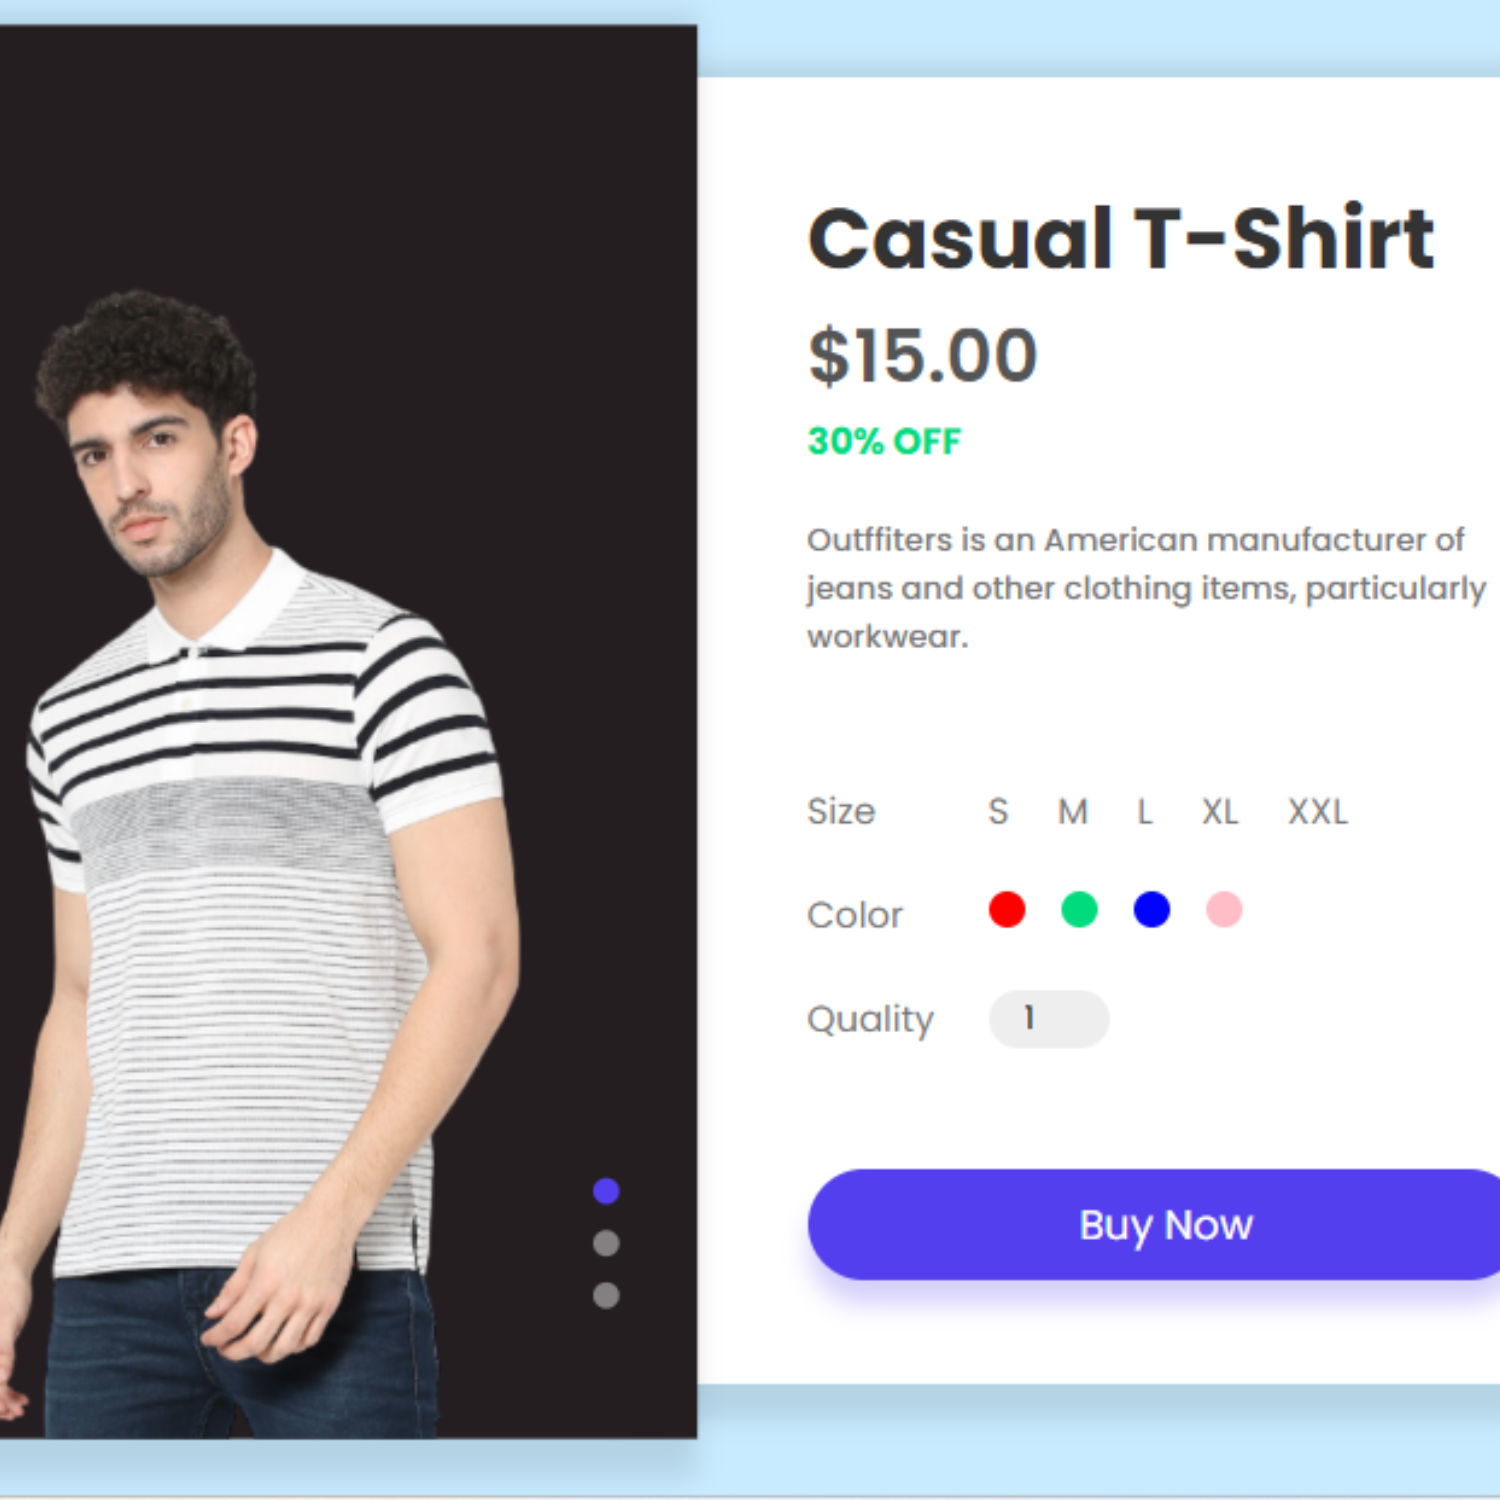 Casual T-Shirt
$15.00
30% OFF
Outffiters is an American manufacturer of
jeans and other clothing items, particularly
workwear.
Size S M L XL XXL
Color
Quality 1
Buy Now